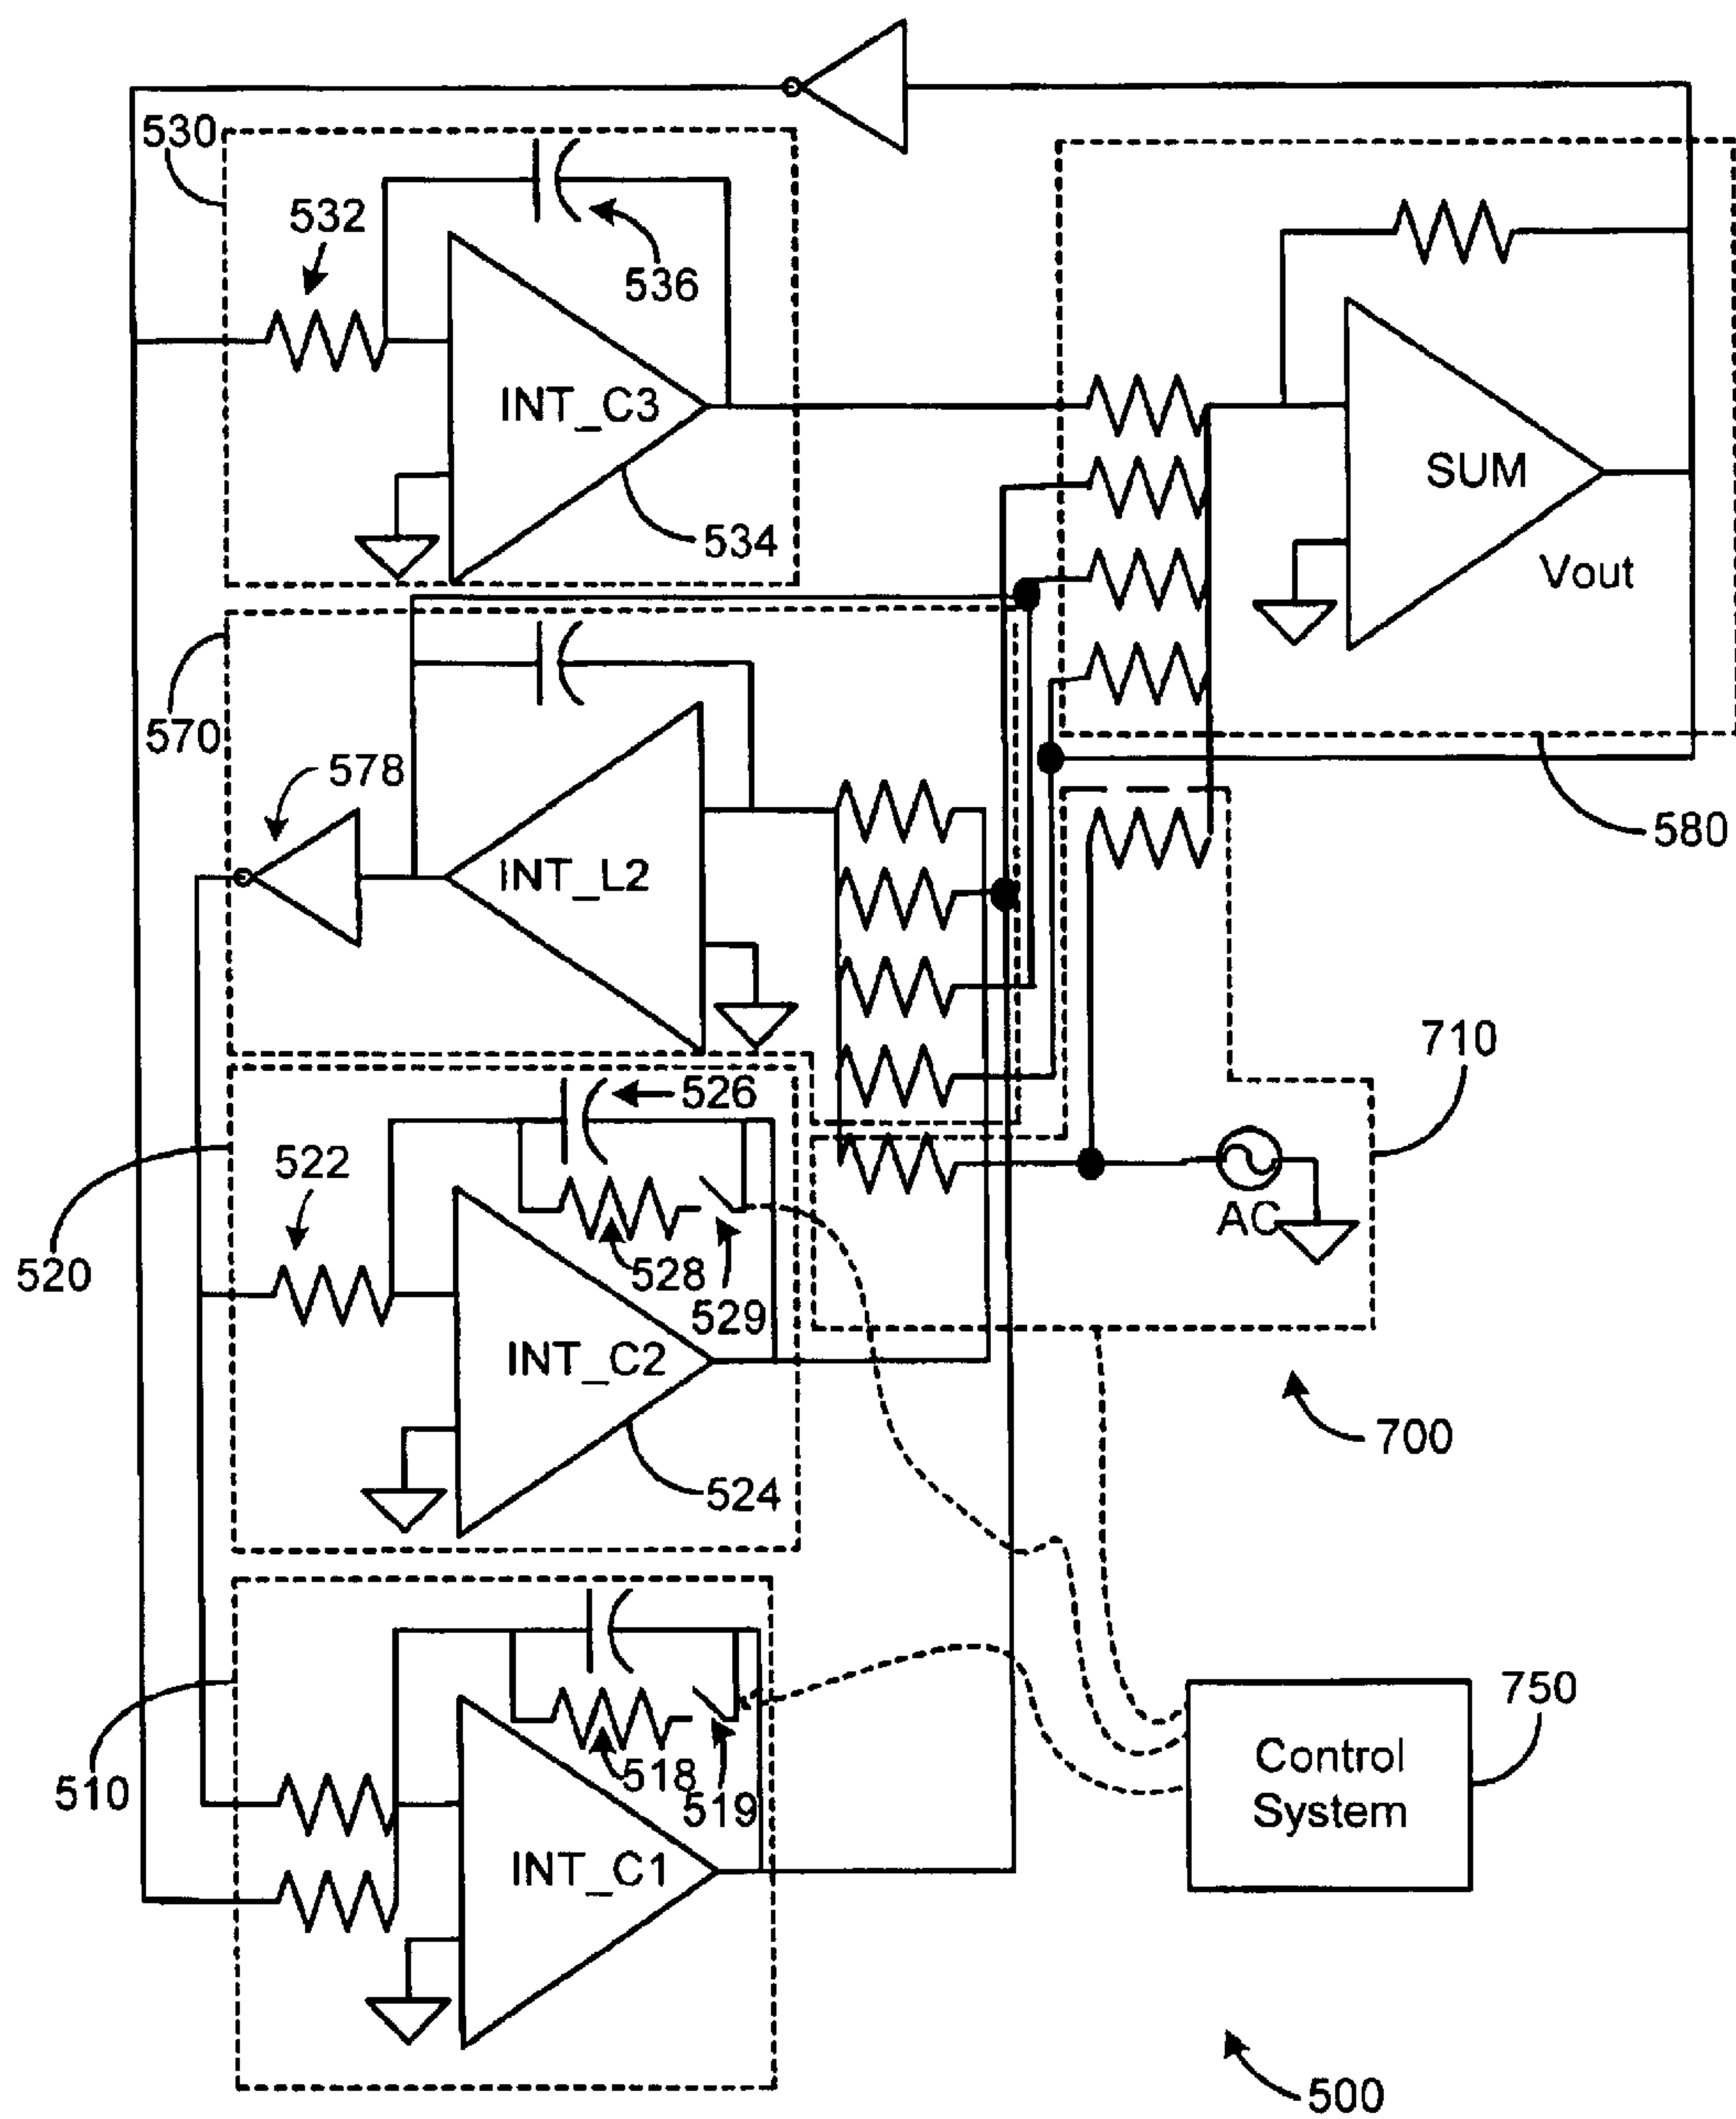 530
532
536
INT_C3
SUM
534
Vout
570
578
580
INT_L2
710
526
522
AC
528
520
529
INT_C2
700
524
750
Control
System
518
510
519
INT_C1
500